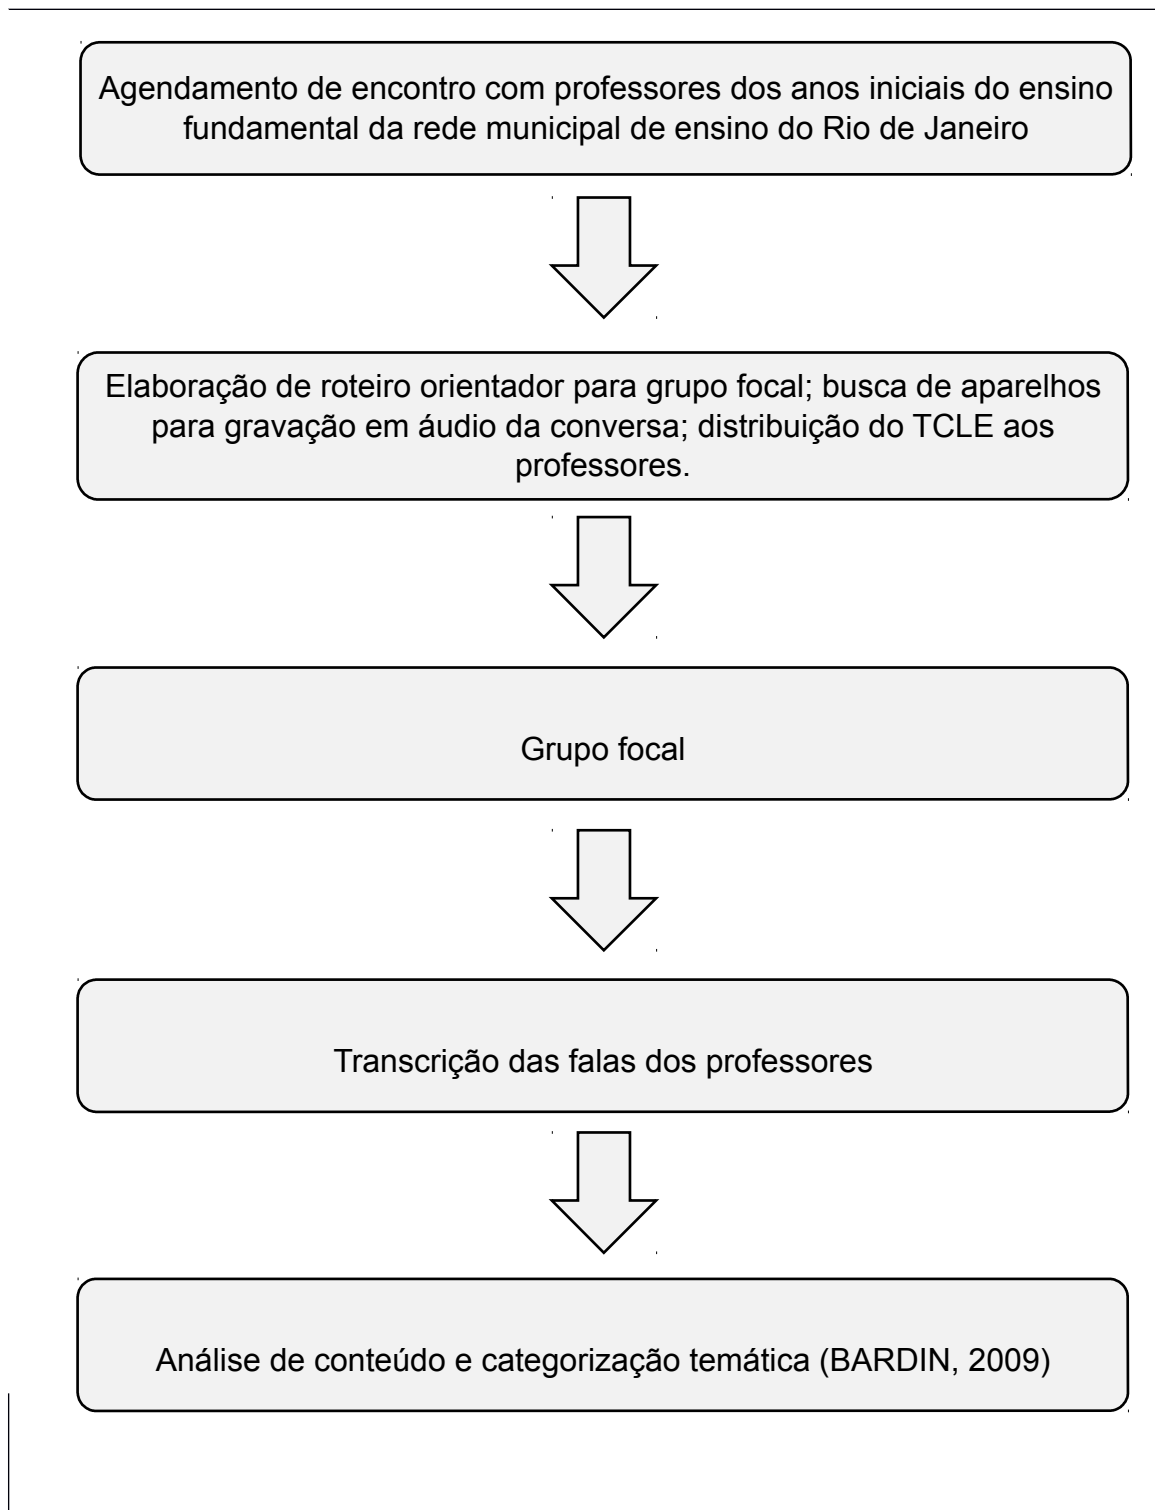 Agendamento de encontro com professores dos anos iniciais do ensino
fundamental da rede municipal de ensino do Rio de Janeiro
Elaboração de roteiro orientador para grupo focal; busca de aparelhos
para gravação em áudio da conversa; distribuição do TCLE aos
professores.
Grupo focal
Transcrição das falas dos professores
Análise de conteúdo e categorização temática (BARDIN, 2009)